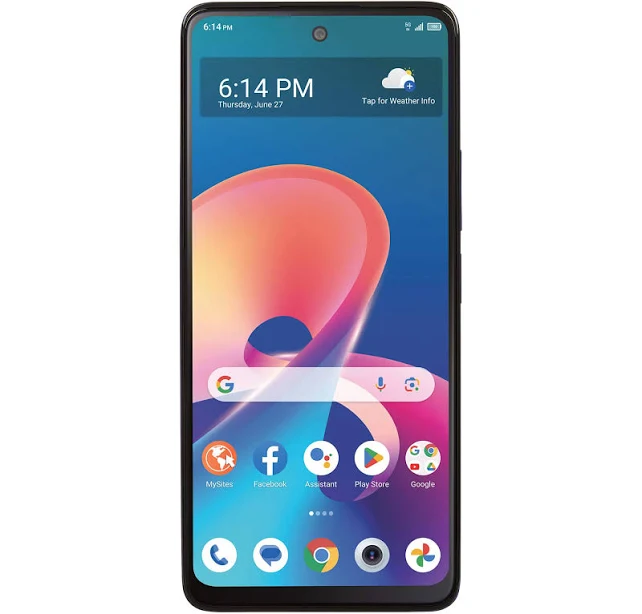 6:14 PM
5G
6:14 PM
Thursday, June 27
Tap for Weather Info
MySites
Facebook
Assistant
Play Store
Google